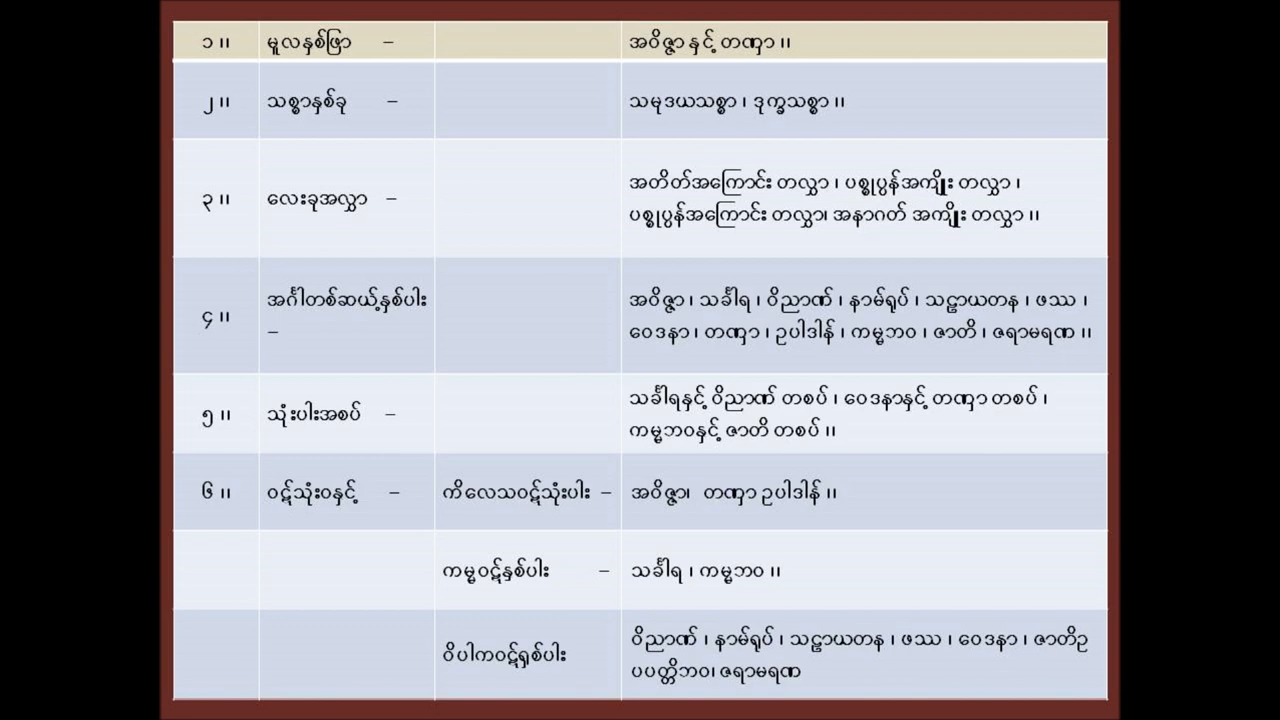 ၁ ။ မူလနှစ်ဖြာ – အဝိဇ္ဇာ နှင့် တဏှာ ။
၂ ။ သစ္စာနှစ်ခု – သမုဒယသစ္စာ ၊ ဒုက္ခသစ္စာ ။
၃ ။ လေးခုအလွှာ – အတိတ်အကြောင်း တလွှာ ၊ ပစ္စုပ္ပန်အကျိုး တလွှာ ၊
ပစ္စုပ္ပန်အကြောင်း တလွှာ၊ အနာဂတ် အကျိုး တလွှာ ။
၄ ။ အင်္ဂါတစ်ဆယ့်နှစ်ပါး – အဝိဇ္ဇာ ၊ သင်္ခါရ ၊ ဝိညာဏ် ၊ နာမ်ရုပ် ၊ သဠာယတန ၊ ဖဿ ၊
ဝေဒနာ ၊ တဏှာ ၊ ဥပါဒါန် ၊ ကမ္မဘဝ ၊ ဇာတိ ၊ ဇရာမရဏ ။
၅ ။ သုံးပါးအစပ် – သင်္ခါရနှင့် ဝိညာဏ် တစပ် ၊ ဝေဒနာနှင့် တဏှာ တစပ် ၊
ကမ္မဘဝနှင့် ဇာတိ တစပ် ။
၆ ။ ဝဋ်သုံးဝနှင့် – ကိလေသဝဋ်သုံးပါး – အဝိဇ္ဇာ၊ တဏှာ ဥပါဒါန် ။
ကမ္မဝဋ်နှစ်ပါး – သင်္ခါရ ၊ ကမ္မဘဝ ။
ဝိပါကဝဋ်ရှစ်ပါး ဝိညာဏ် ၊ နာမ်ရုပ် ၊ သဠာယတန ၊ ဖဿ ၊ ဝေဒနာ ၊ ဇာတိဥ
ပပတ္တိဘဝ၊ ဇရာမရဏ